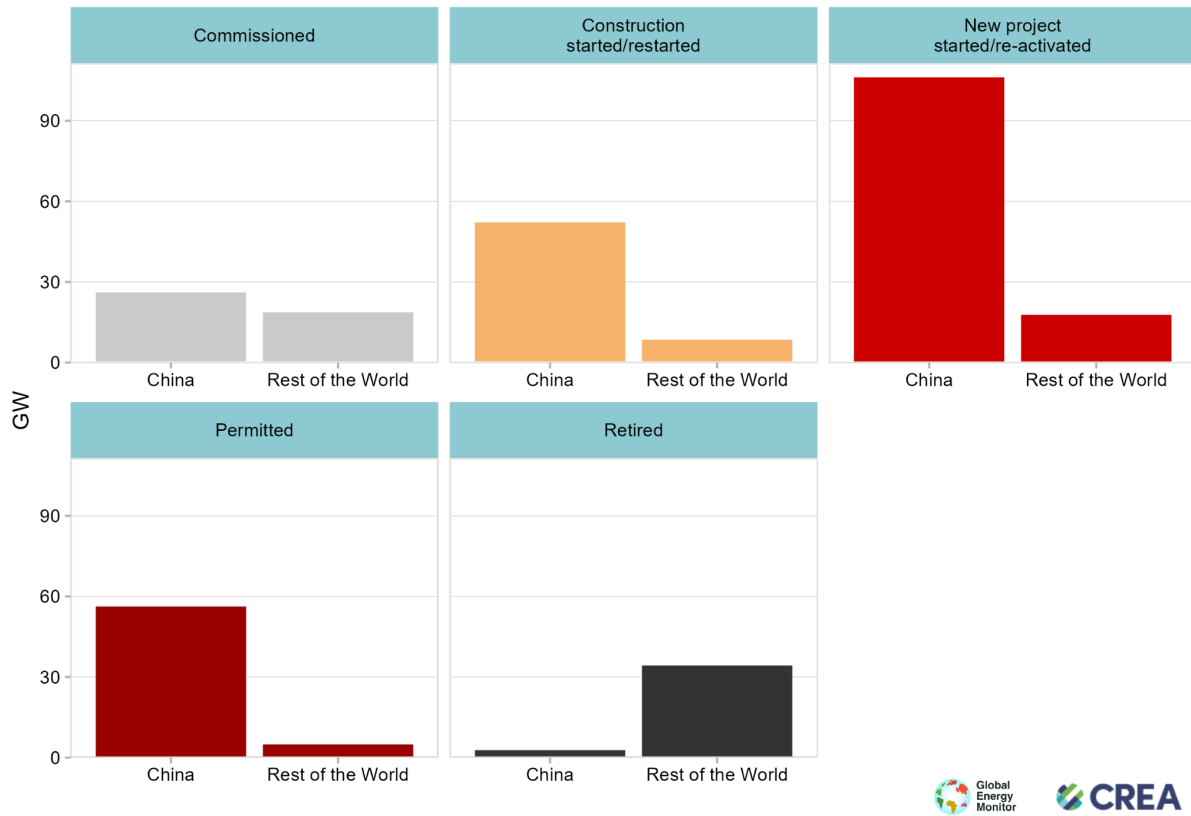 Commissioned
Construction
started/restarted
New project
started/re-activated
90
60
30
0
China
Rest of the World
China
Rest of the World
China
Rest of the World
GW
Permitted
Retired
90
60
30
0
China
Rest of the World
China
Rest of the World
Global
Energy
Monitor
CREA